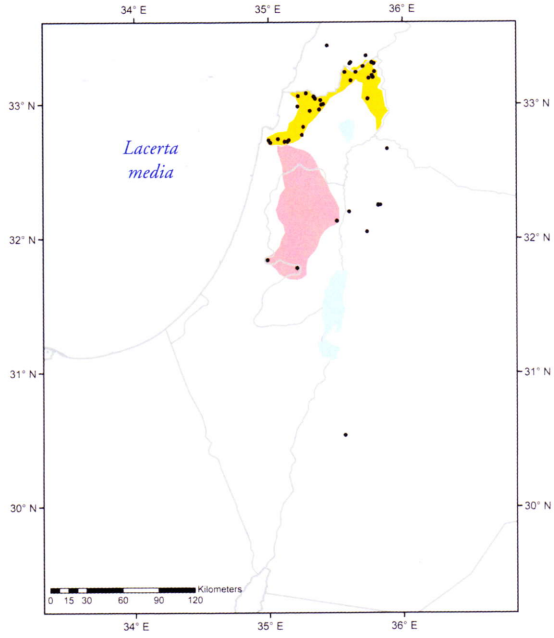 34° E 35° E 36° E
33° N 33° N
Lacerta
media
32° N 32° N
31° N 31° N
30° N 30° N
Kilometers
0 15 30 60 90 120
34° E 35° E 36° E